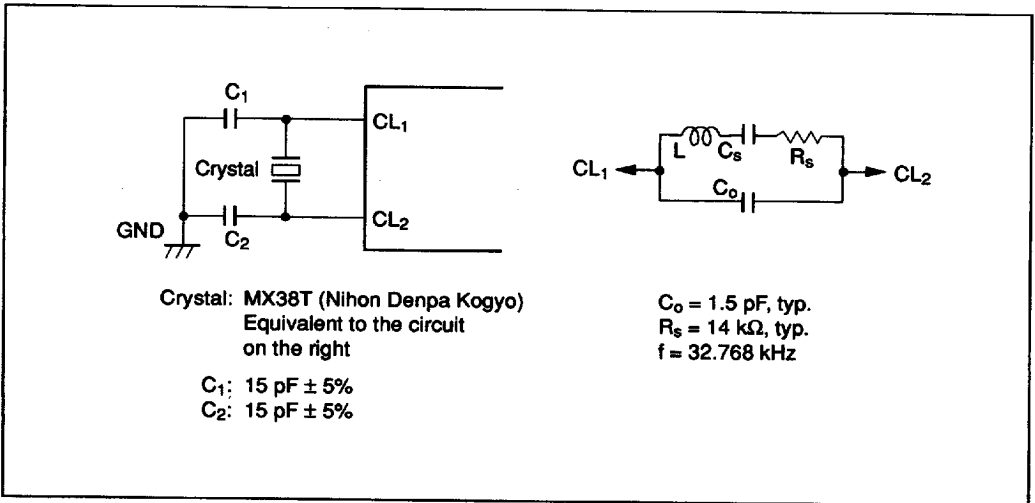 C₁
CL₁
Crystal
CL₂
GND
C₂
L
Cₛ
Rₛ
CL₁
CL₂
C₀
Crystal: MX38T (Nihon Denpa Kogyo)
Equivalent to the circuit
on the right
C₁: 15 pF ± 5%
C₂: 15 pF ± 5%
C₀ = 1.5 pF, typ.
Rₛ = 14 kΩ, typ.
f = 32.768 kHz